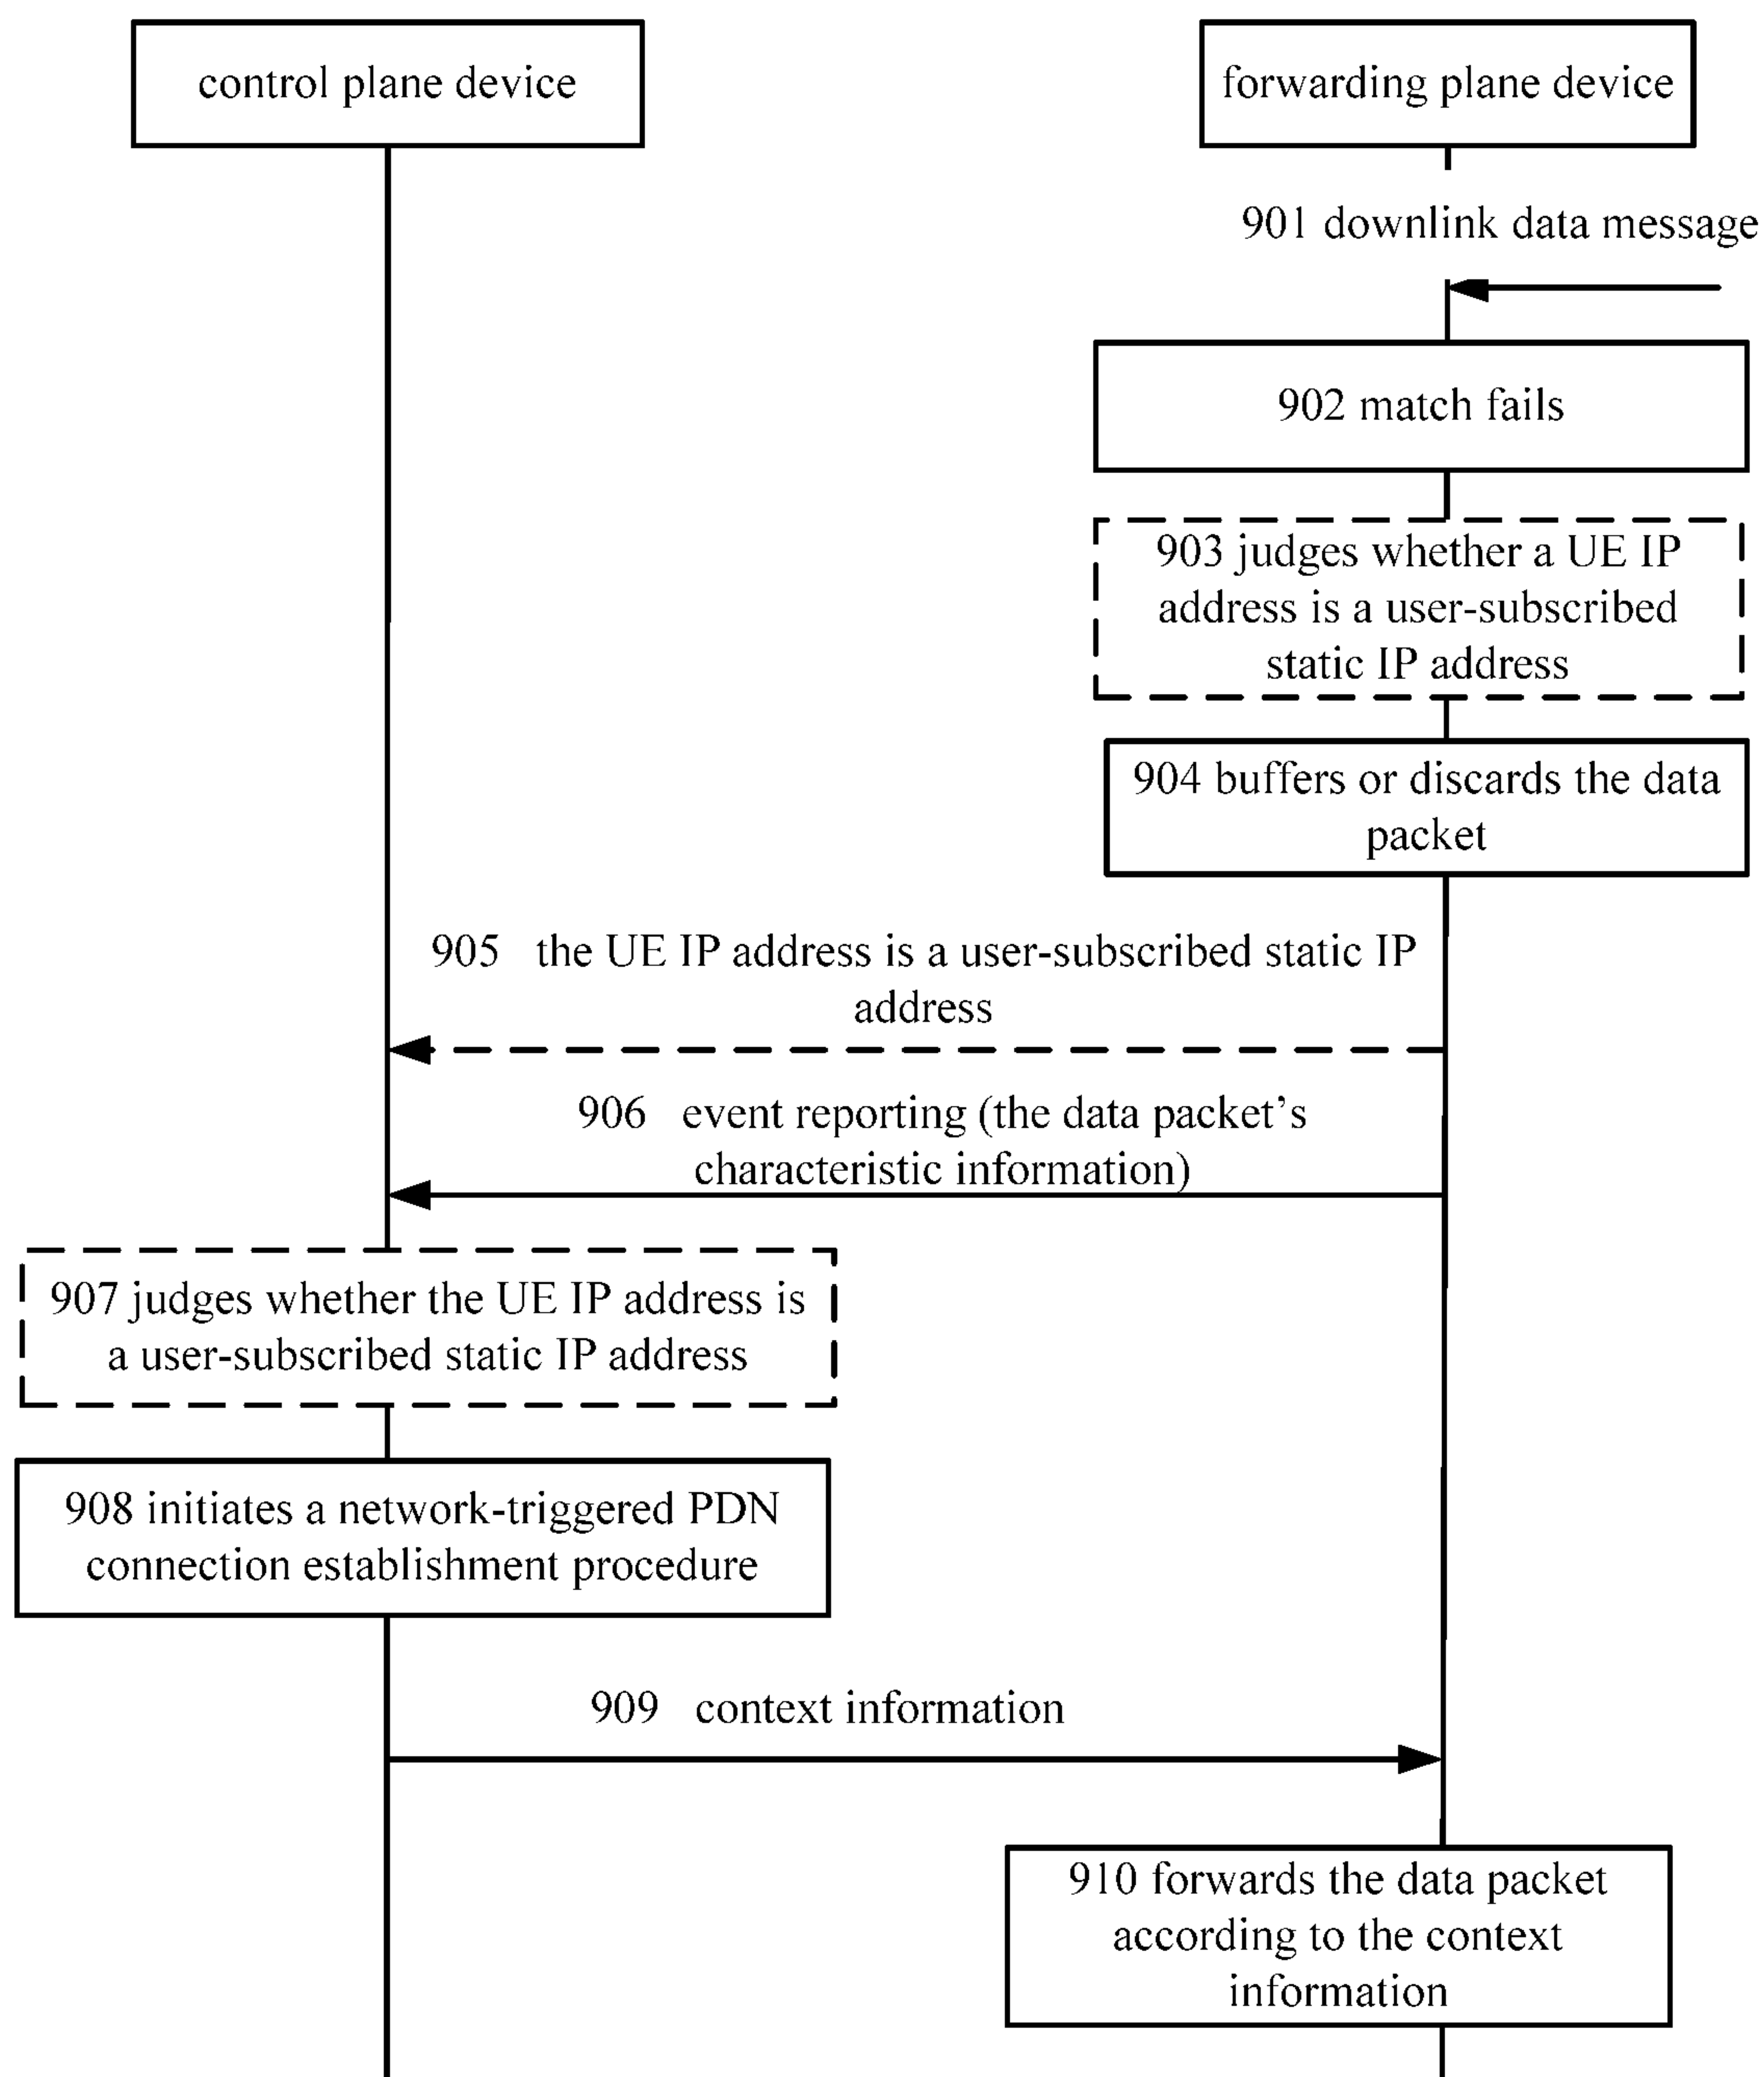 control plane device
forwarding plane device
901 downlink data message
902 match fails
903 judges whether a UE IP
address is a user-subscribed
static IP address
904 buffers or discards the data
packet
905 the UE IP address is a user-subscribed static IP
address
906 event reporting (the data packet’s
characteristic information)
907 judges whether the UE IP address is
a user-subscribed static IP address
908 initiates a network-triggered PDN
connection establishment procedure
909 context information
910 forwards the data packet
according to the context
information